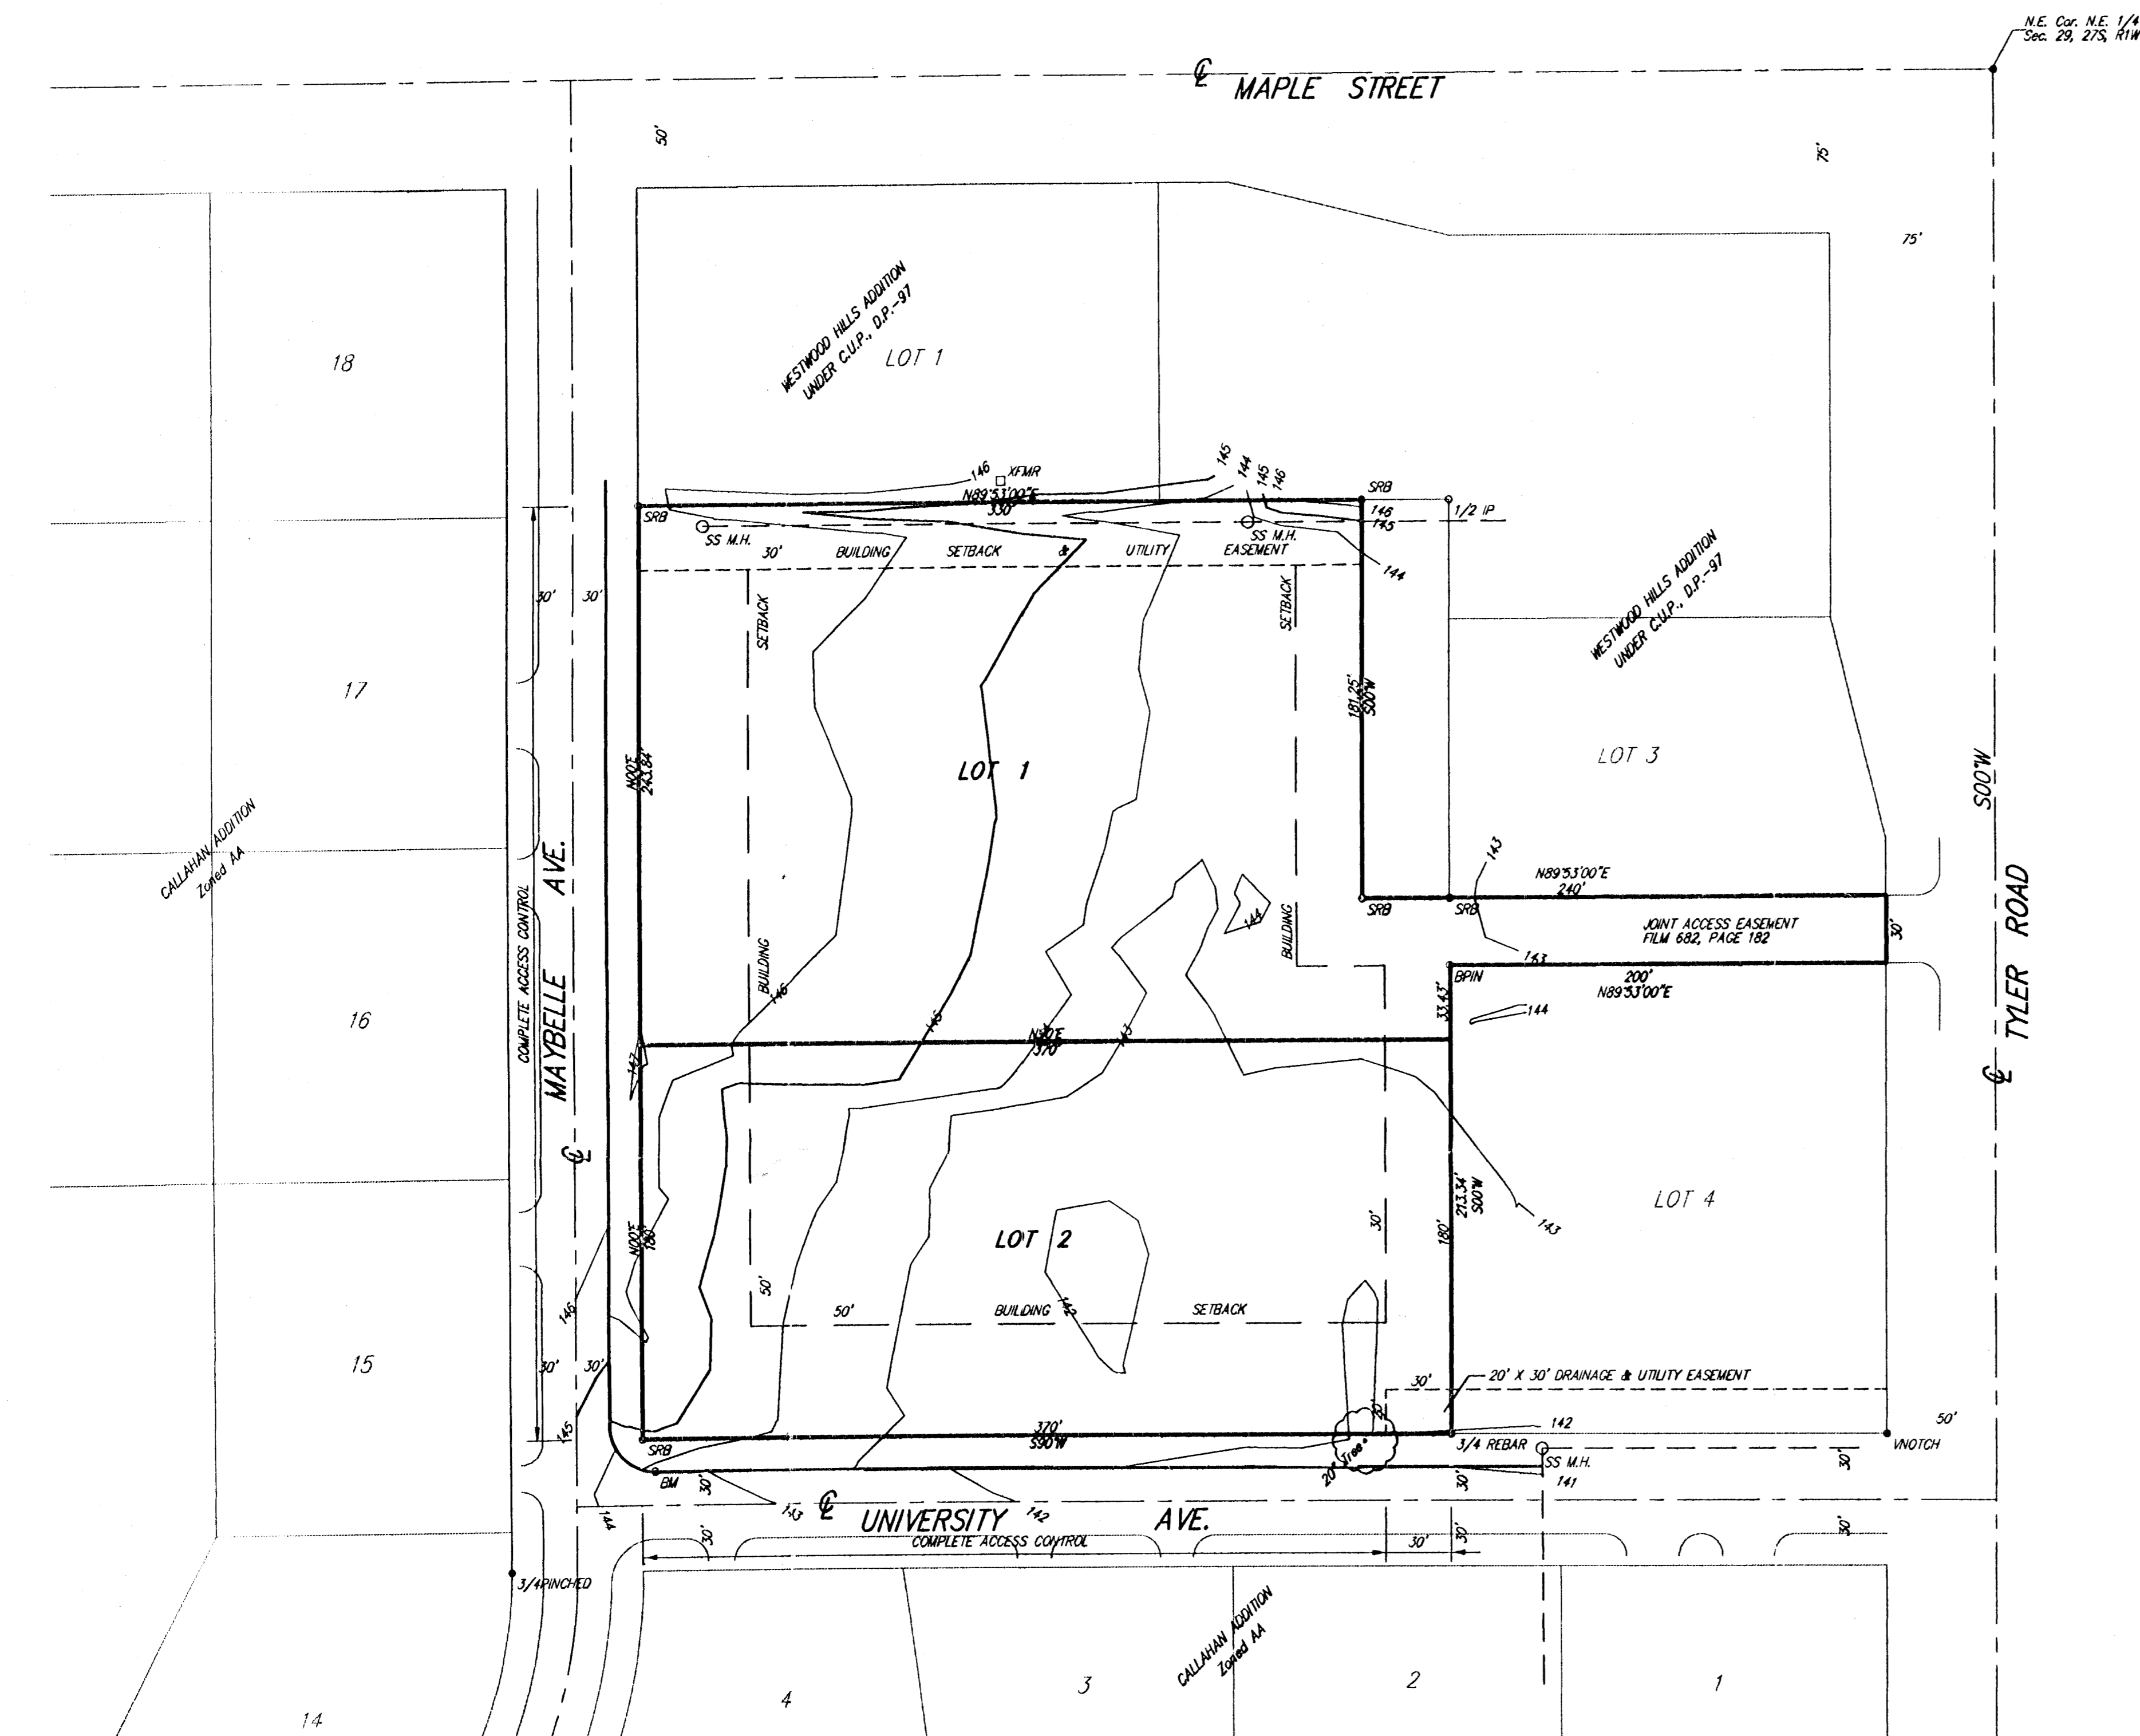 N.E. Cor. N.E. 1/4
Sec. 29, 27S, R1W
℄ MAPLE STREET
50'
75'
75'
WESTWOOD HILLS ADDITION
UNDER C.U.P., D.P.-97
LOT 1
18
146
XFMR
145
144
145
146
N89°53'00"E
330'
SRB
SRB
146
145
1/2 IP
SS M.H.
SS M.H.
30' BUILDING SETBACK & UTILITY EASEMENT
144
30'
30'
SETBACK
SETBACK
WESTWOOD HILLS ADDITION
UNDER C.U.P., D.P.-97
17
181.25'
S00°W
N00°E
243.84'
LOT 1
LOT 3
S00°W
CALLAHAN ADDITION
Zoned AA
COMPLETE ACCESS CONTROL
MAYBELLE AVE.
℄
143
N89°53'00"E
240'
SRB
SRB
144
BUILDING
BUILDING
JOINT ACCESS EASEMENT
FILM 682, PAGE 182
30'
143
BPIN
200'
N89°53'00"E
TYLER ROAD
℄
146
145
143
33.43'
144
16
370'
147
213.34'
S00°W
180'
LOT 4
143
N00°E
180'
LOT 2
30'
50'
50'
BUILDING SETBACK
142
146
15
30'
30'
145
30'
20' X 30' DRAINAGE & UTILITY EASEMENT
20'
370'
S90°W
SRB
142
3/4 REBAR
50'
VNOTCH
SS M.H.
141
BM
30'
20" Tree
30'
30'
144
143
142
℄ UNIVERSITY AVE.
COMPLETE ACCESS CONTROL
30'
30'
30'
30'
3/4 PINCHED
CALLAHAN ADDITION
Zoned AA
14
4
3
2
1